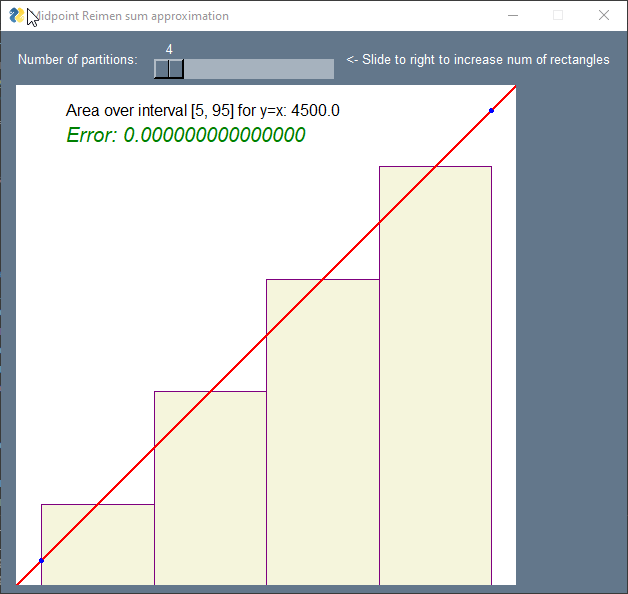 Midpoint Reimen sum approximation
4
Number of partitions:
<- Slide to right to increase num of rectangles
Area over interval [5, 95] for y=x: 4500.0
Error: 0.000000000000000